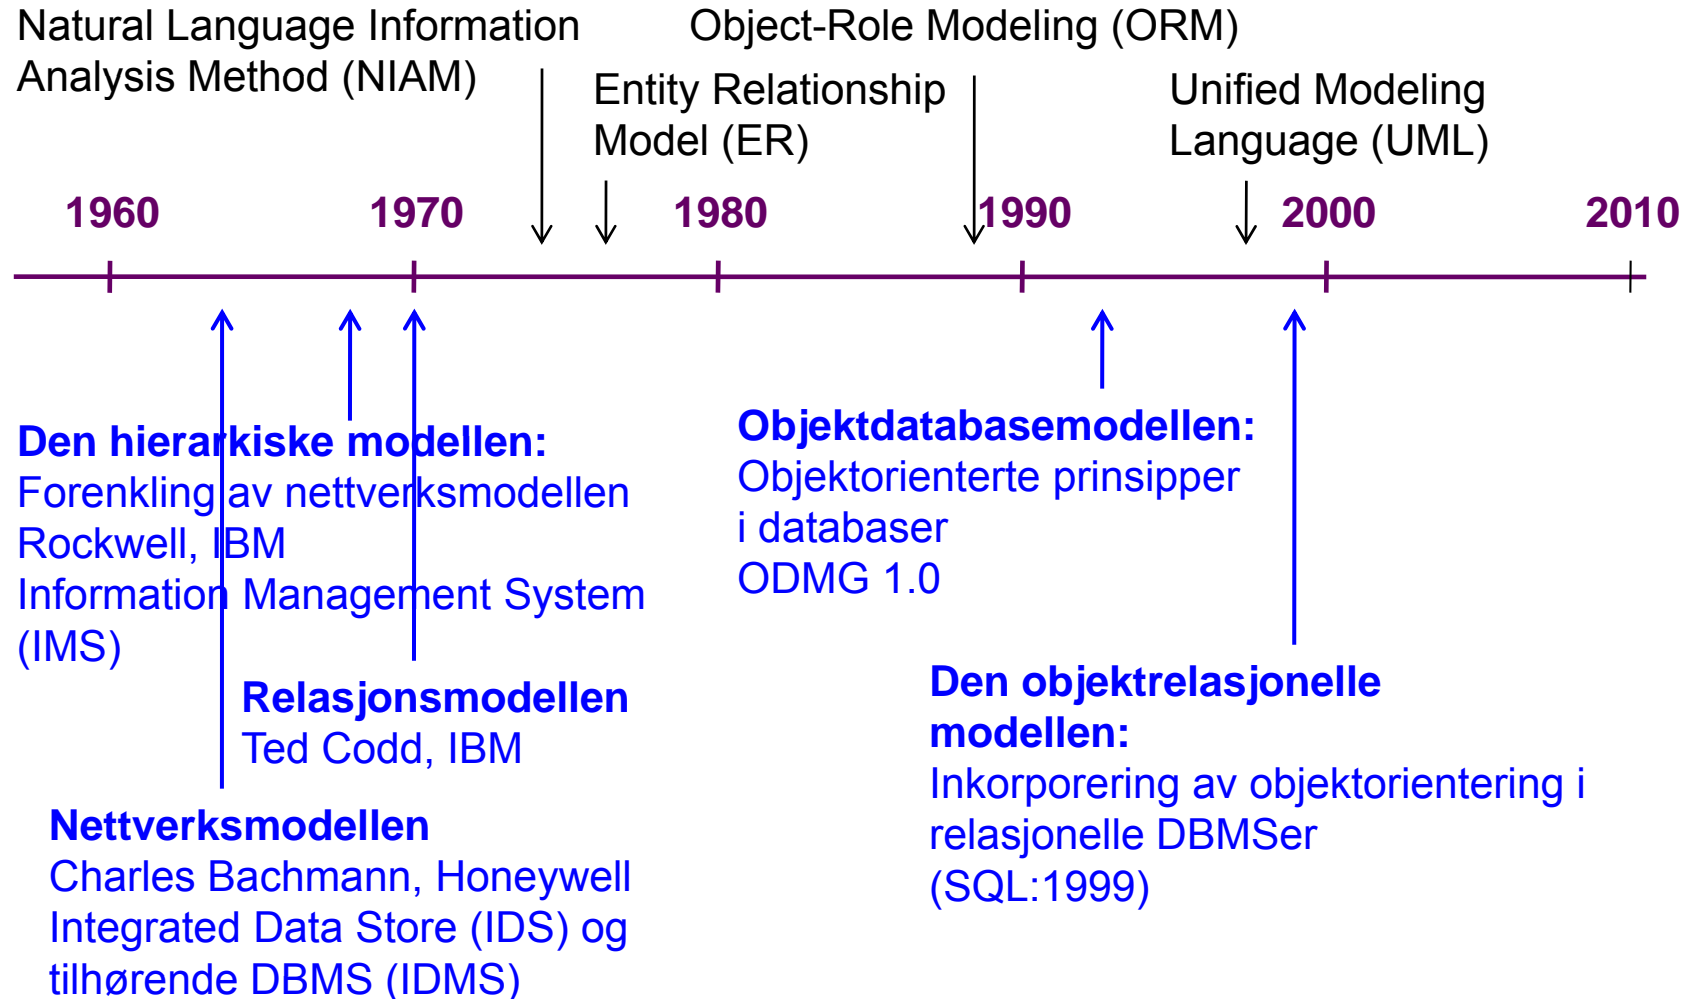 Natural Language Information
Analysis Method (NIAM)
Object-Role Modeling (ORM)
Entity Relationship
Model (ER)
Unified Modeling
Language (UML)
1960 1970 1980 1990 2000 2010
Den hierarkiske modellen:
Forenkling av nettverksmodellen
Rockwell, IBM
Information Management System
(IMS)
Relasjonsmodellen
Ted Codd, IBM
Nettverksmodellen
Charles Bachmann, Honeywell
Integrated Data Store (IDS) og
tilhørende DBMS (IDMS)
Objektdatabasemodellen:
Objektorienterte prinsipper
i databaser
ODMG 1.0
Den objektrelasjonelle
modellen:
Inkorporering av objektorientering i
relasjonelle DBMSer
(SQL:1999)